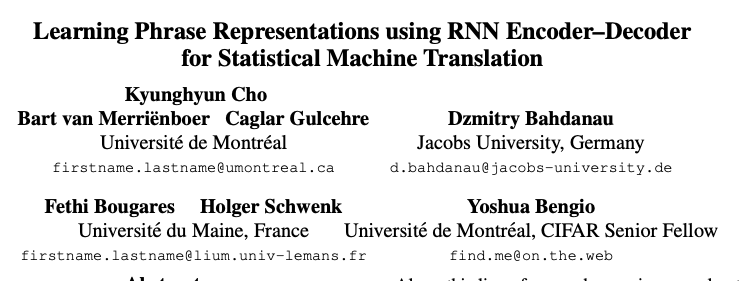 Learning Phrase Representations using RNN Encoder–Decoder
for Statistical Machine Translation
Kyunghyun Cho
Bart van Merriënboer Caglar Gulcehre
Université de Montréal
firstname.lastname@umontreal.ca
Dzmitry Bahdanau
Jacobs University, Germany
d.bahdanau@jacobs-university.de
Fethi Bougares Holger Schwenk
Université du Maine, France
firstname.lastname@lium.univ-lemans.fr
Yoshua Bengio
Université de Montréal, CIFAR Senior Fellow
find.me@on.the.web